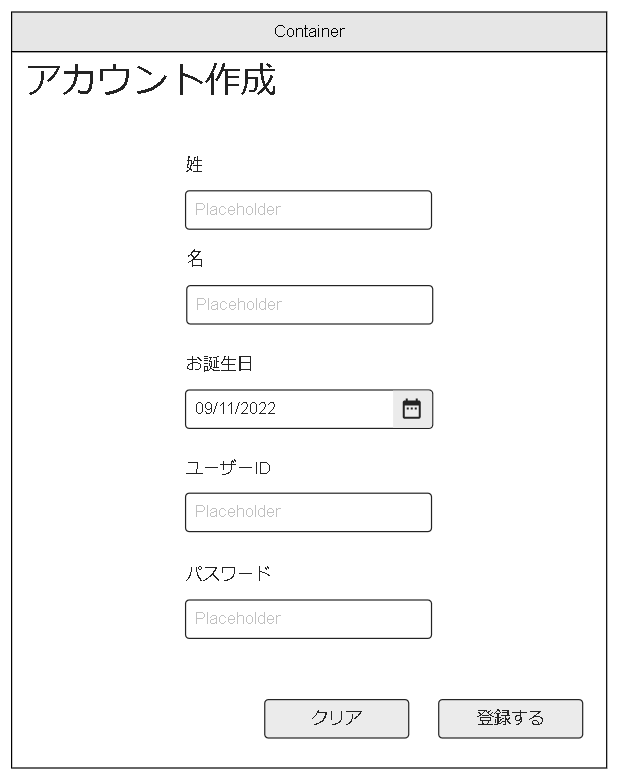 Container
アカウント作成
姓
Placeholder
名
Placeholder
お誕生日
09/11/2022
ユーザーID
Placeholder
パスワード
Placeholder
クリア
登録する